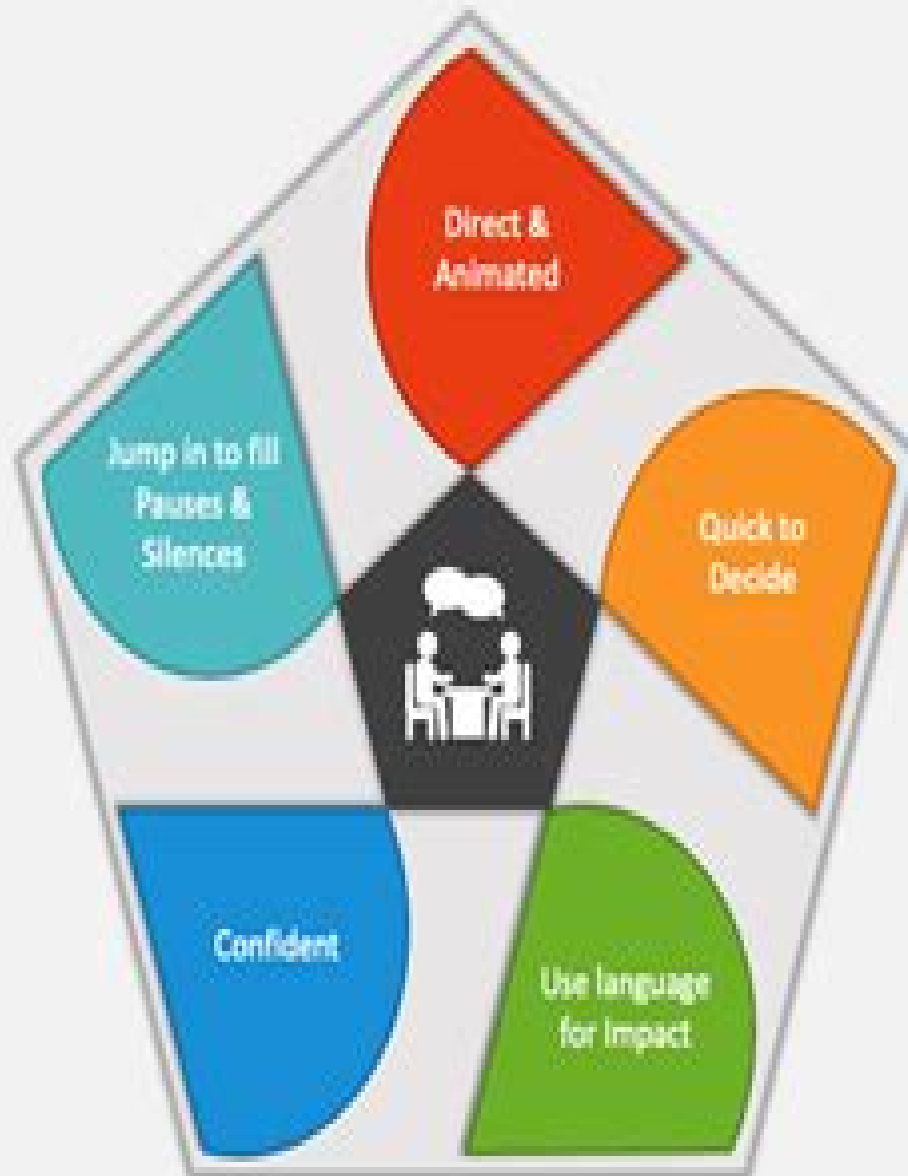 Direct &
Animated
Jump in to fill
Pauses &
Silences
Quick to
Decide
Confident
Use language
for Impact